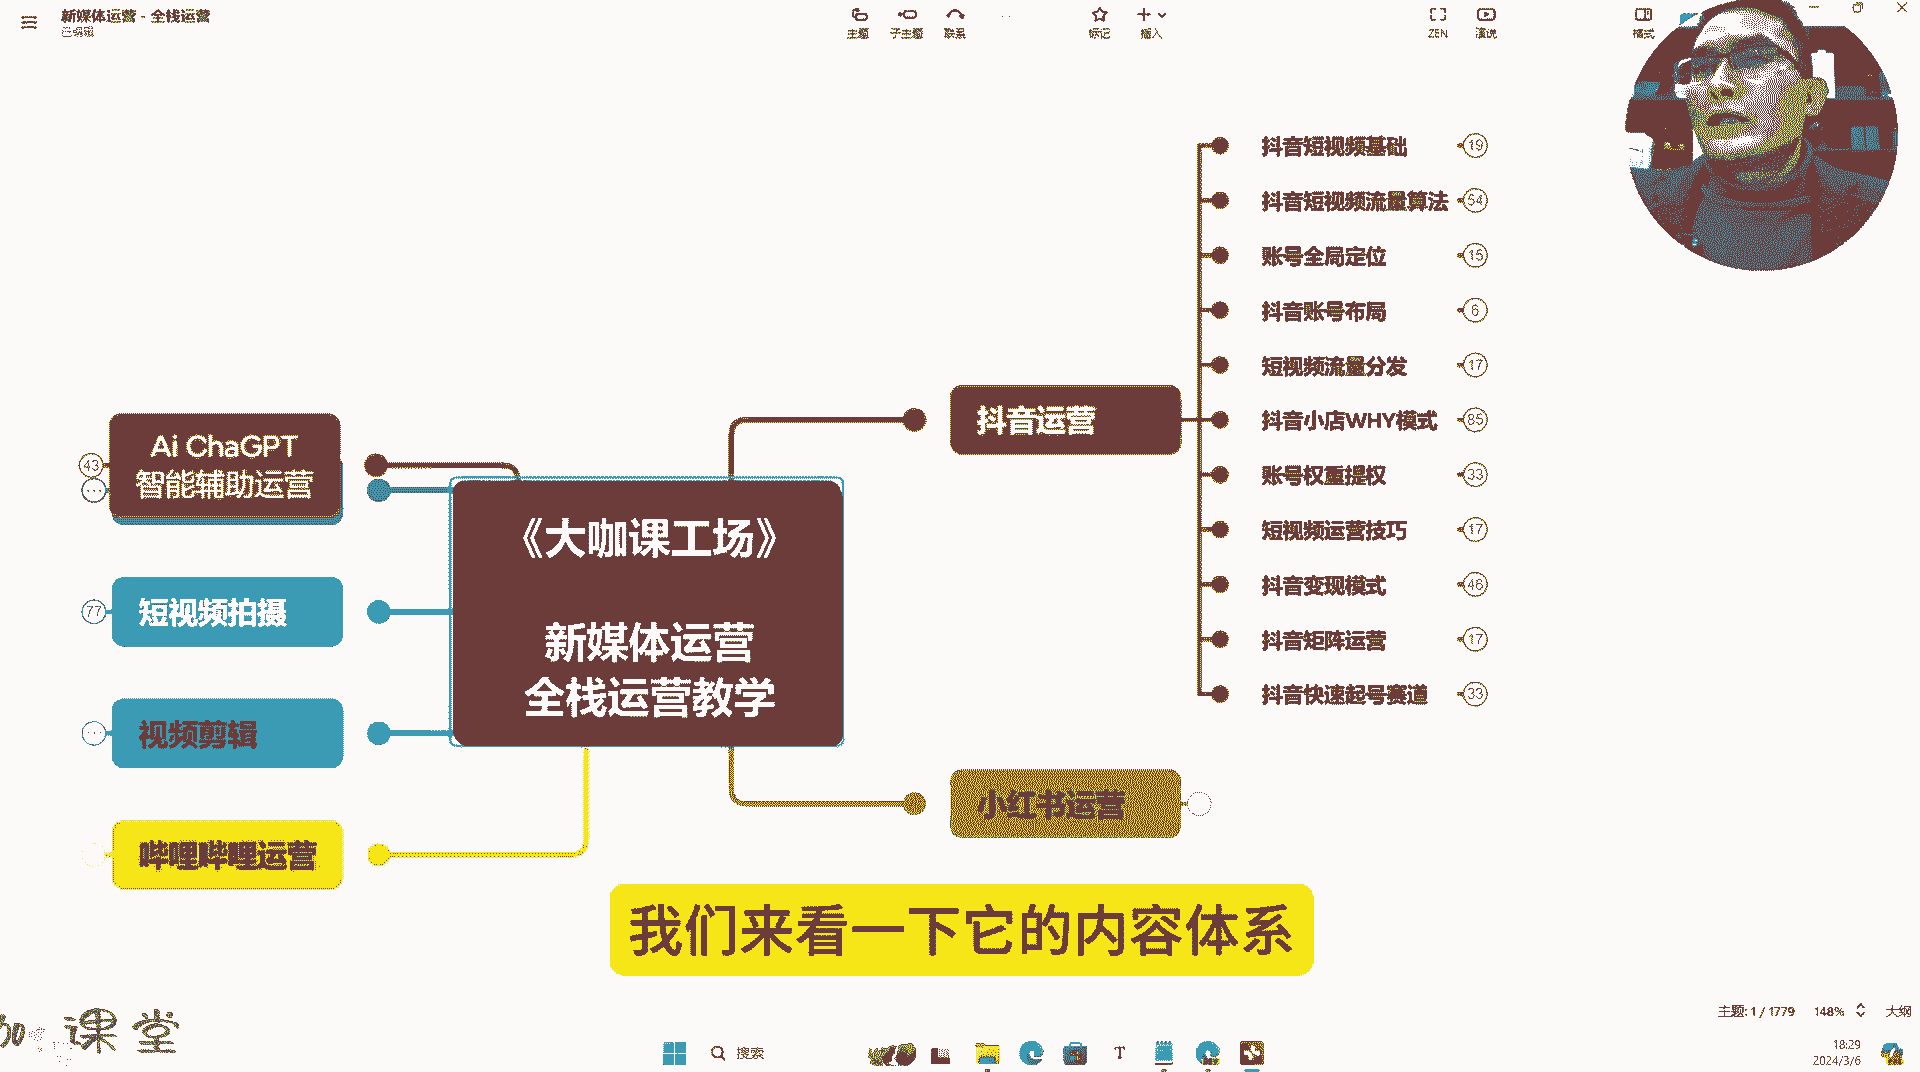 新媒体运营 - 全栈运营
已编辑
主题
子主题
联系
标记
插入
ZEN
演说
格式
抖音短视频基础
19
抖音短视频流量算法
54
账号全局定位
15
抖音账号布局
6
短视频流量分发
17
抖音小店WHY模式
85
账号权重提权
33
短视频运营技巧
17
抖音变现模式
46
抖音矩阵运营
17
抖音快速起号赛道
33
抖音运营
小红书运营
《大咖课工场》
新媒体运营
全栈运营教学
43
Ai ChaGPT
智能辅助运营
77
短视频拍摄
视频剪辑
哔哩哔哩运营
我们来看一下它的内容体系
咖
课堂
主题: 1 / 1779
148%
大纲
搜索
18:29
2024/3/6